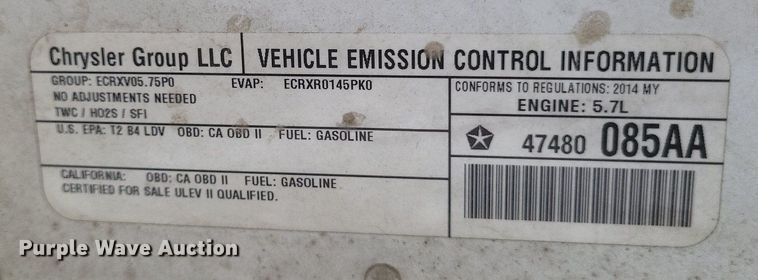 Chrysler Group LLC VEHICLE EMISSION CONTROL INFORMATION
GROUP: ECRXV05.75P0 EVAP: ECRXR0145PK0
NO ADJUSTMENTS NEEDED
TWC / HO2S / SFI
U.S. EPA: T2 B4 LDV OBD: CA OBD II FUEL: GASOLINE
CALIFORNIA: OBD: CA OBD II FUEL: GASOLINE
CERTIFIED FOR SALE ULEV II QUALIFIED.
CONFORMS TO REGULATIONS: 2014 MY
ENGINE: 5.7L
47480 085AA
Purple Wave Auction